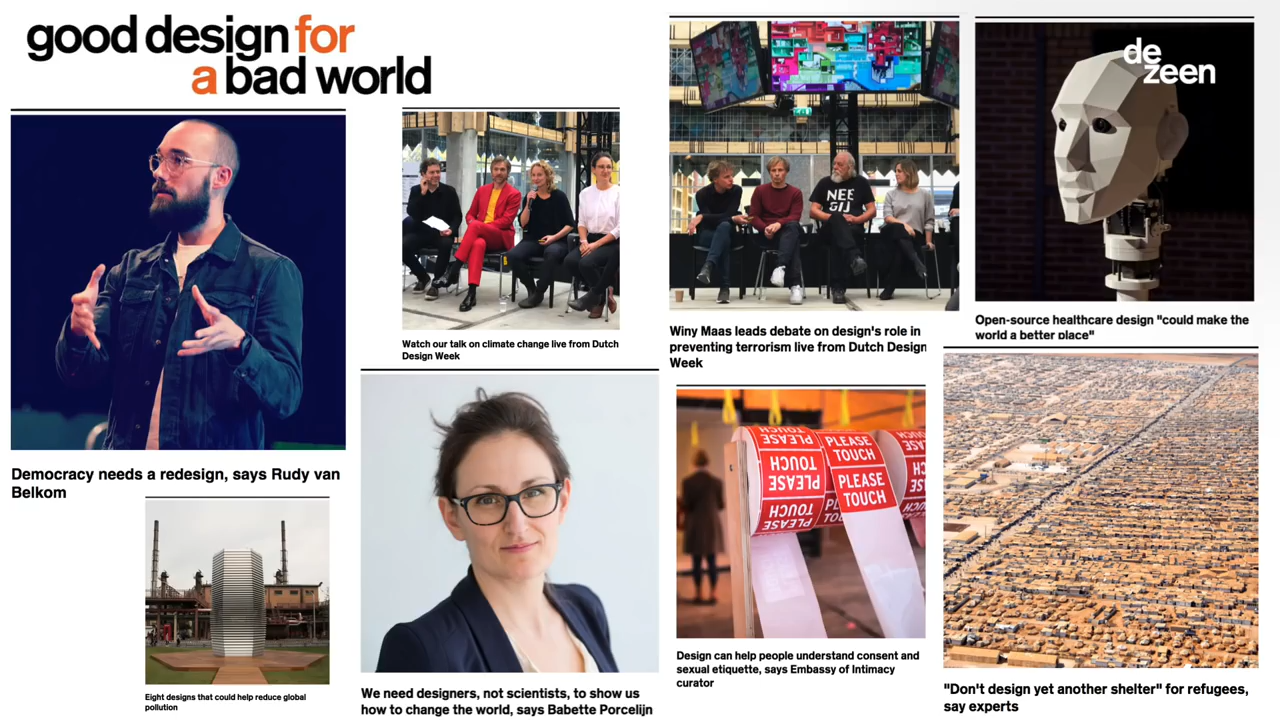 good design for
a bad world
de
zeen
Democracy needs a redesign, says Rudy van
Belkom
Watch our talk on climate change live from Dutch
Design Week
NEE
Winy Maas leads debate on design's role in
preventing terrorism live from Dutch Design
Week
Open-source healthcare design "could make the
world a better place"
Eight designs that could help reduce global
pollution
We need designers, not scientists, to show us
how to change the world, says Babette Porcelijn
PLEASE
TOUCH
PLEASE
TOUCH
PLEASE
TOUCH
PLEASE
TOUCH
PLEASE
Design can help people understand consent and
sexual etiquette, says Embassy of Intimacy
curator
"Don't design yet another shelter" for refugees,
say experts